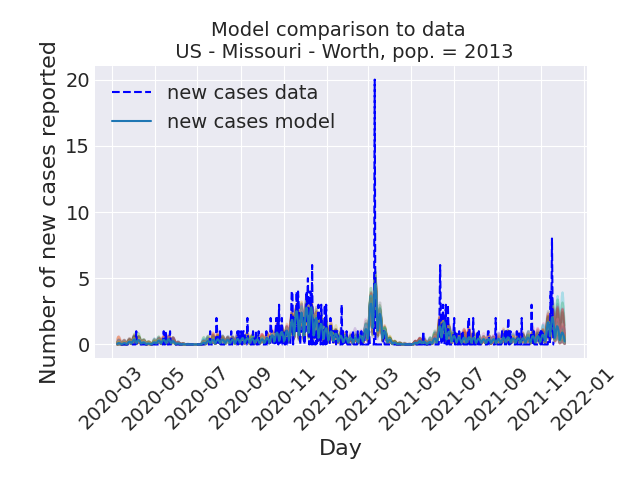 Model comparison to data
US - Missouri - Worth, pop. = 2013
Number of new cases reported
20
15
10
5
0
new cases data
new cases model
2020-03
2020-05
2020-07
2020-09
2020-11
2021-01
2021-03
2021-05
2021-07
2021-09
2021-11
2022-01
Day